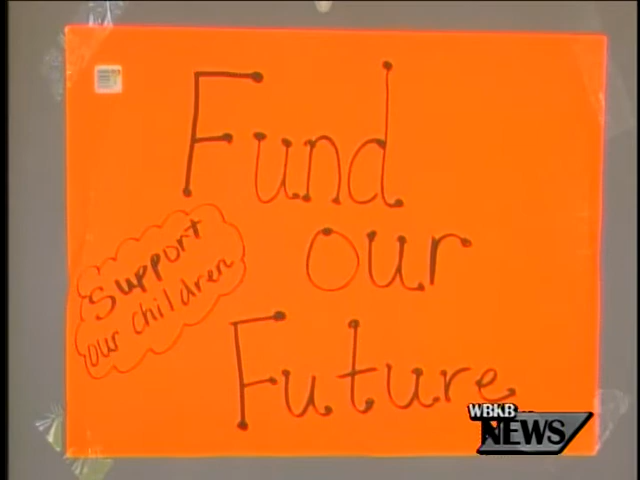 Fund
our
Future
Support
our children
WBKB
NEWS